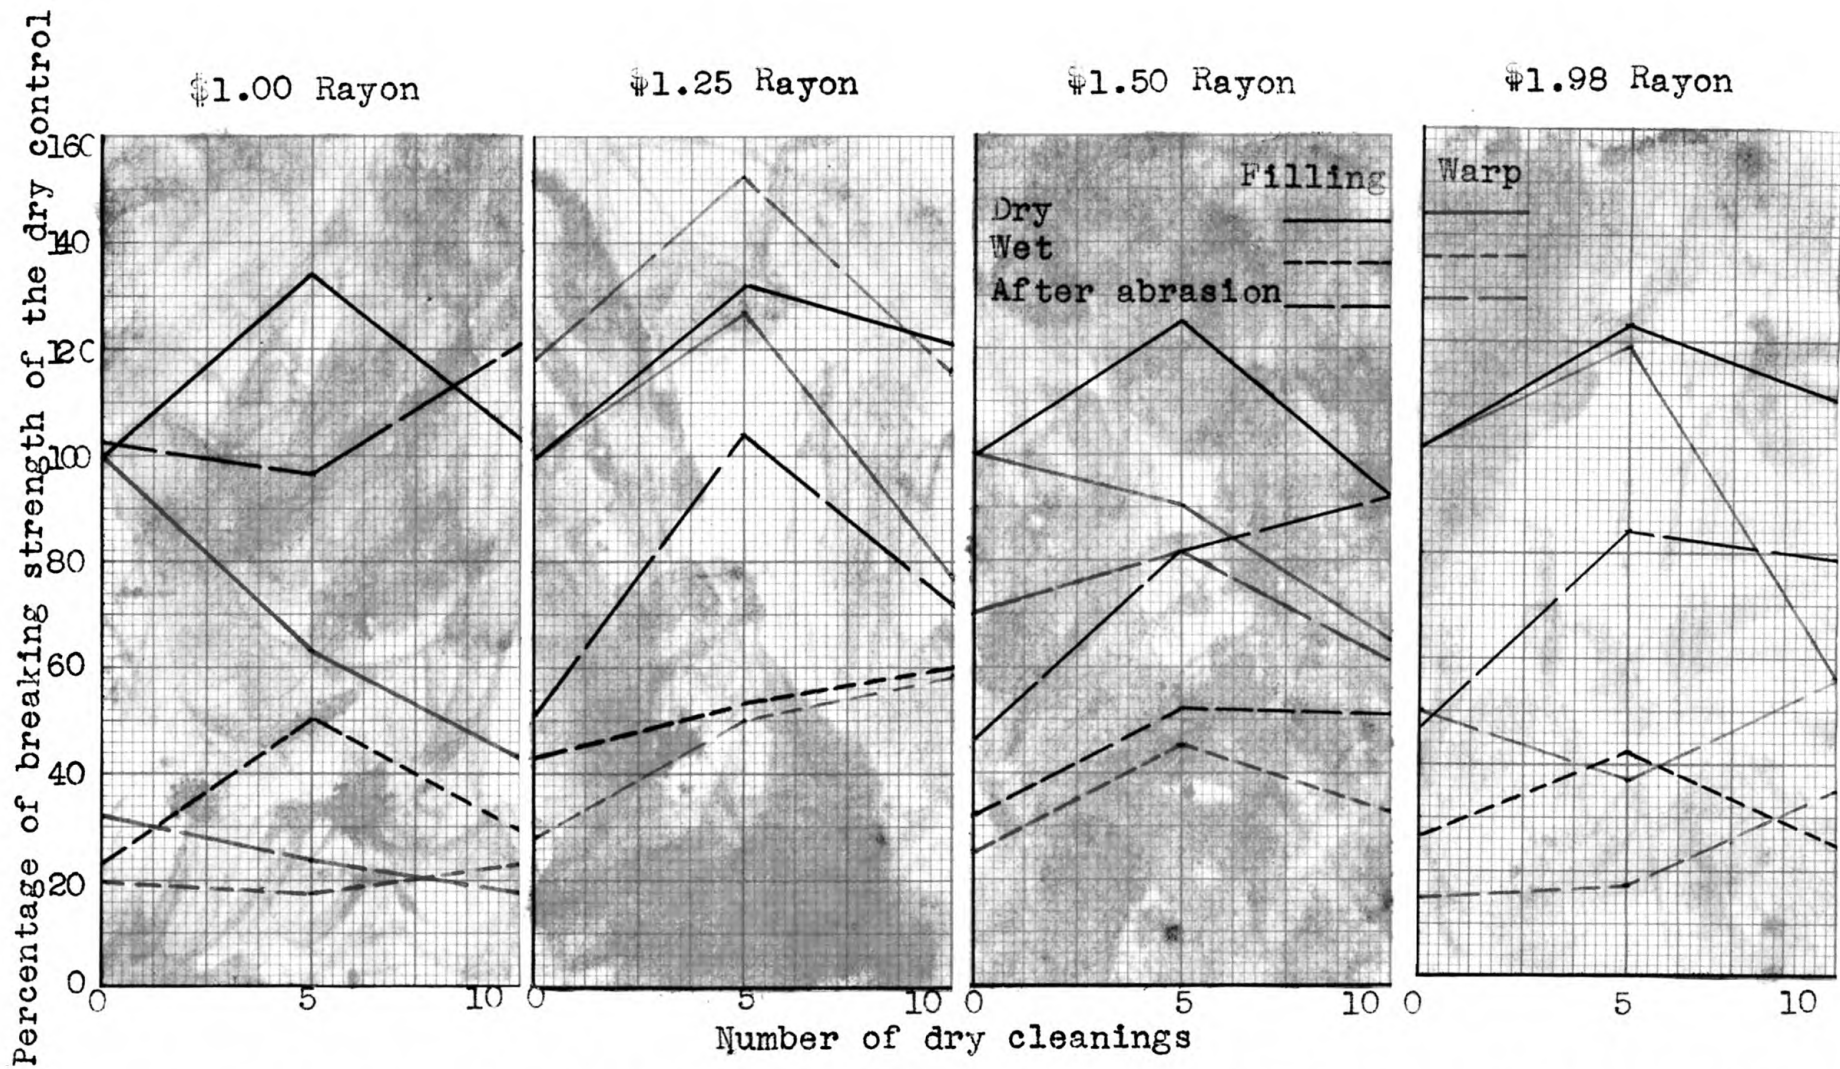 $1.00 Rayon
$1.25 Rayon
$1.50 Rayon
$1.98 Rayon
Percentage of breaking strength of the dry control
160
140
120
100
80
60
40
20
0
Filling
Warp
Dry
Wet
After abrasion
0 5 10
0 5 10
0 5 10
0 5 10
Number of dry cleanings